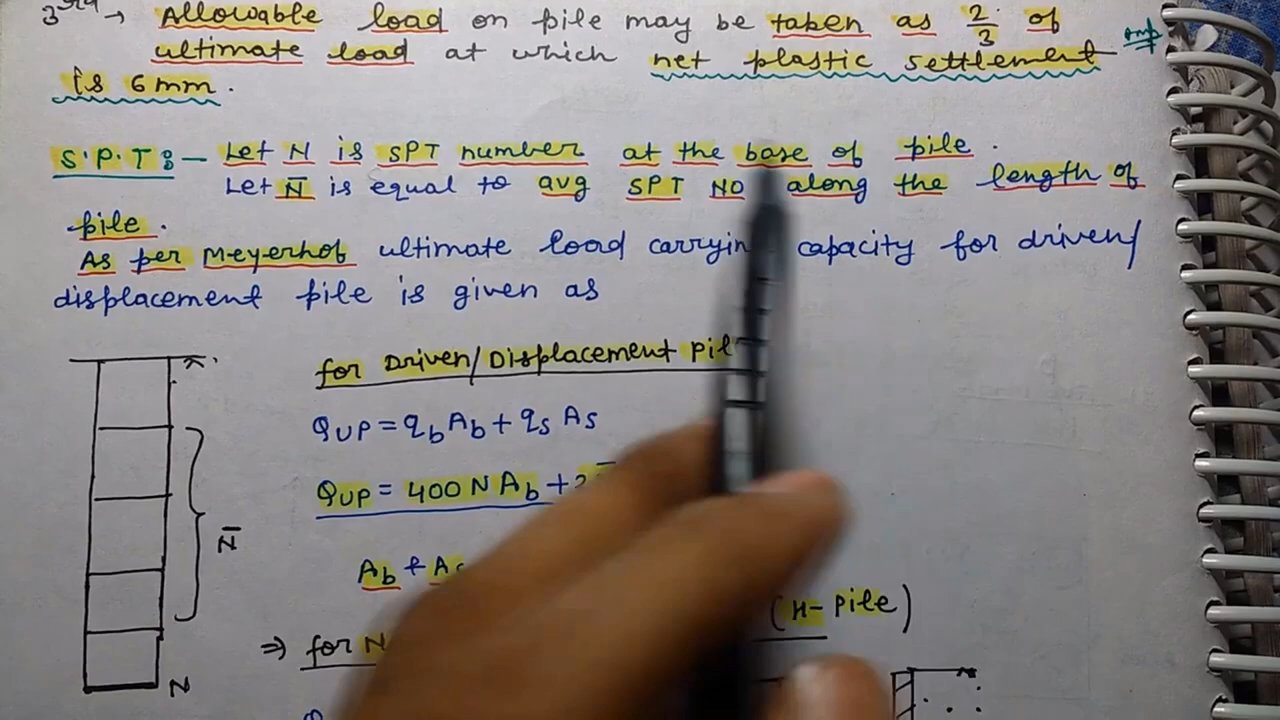 3rd → Allowable load on pile may be taken as 2/3 of
ultimate load at which net plastic settlement imp
is 6mm.
S.P.T:- Let N is SPT number at the base of pile.
Let N̅ is equal to avg SPT NO along the length of
pile.
As per Meyerhof ultimate load carryin capacity for driven/
displacement pile is given as
for Driven/Displacement Pil
Qup = qb Ab + qs As
Qup = 400 N Ab + 2
N̅
Ab &
(H-Pile)
⇒ for N
N